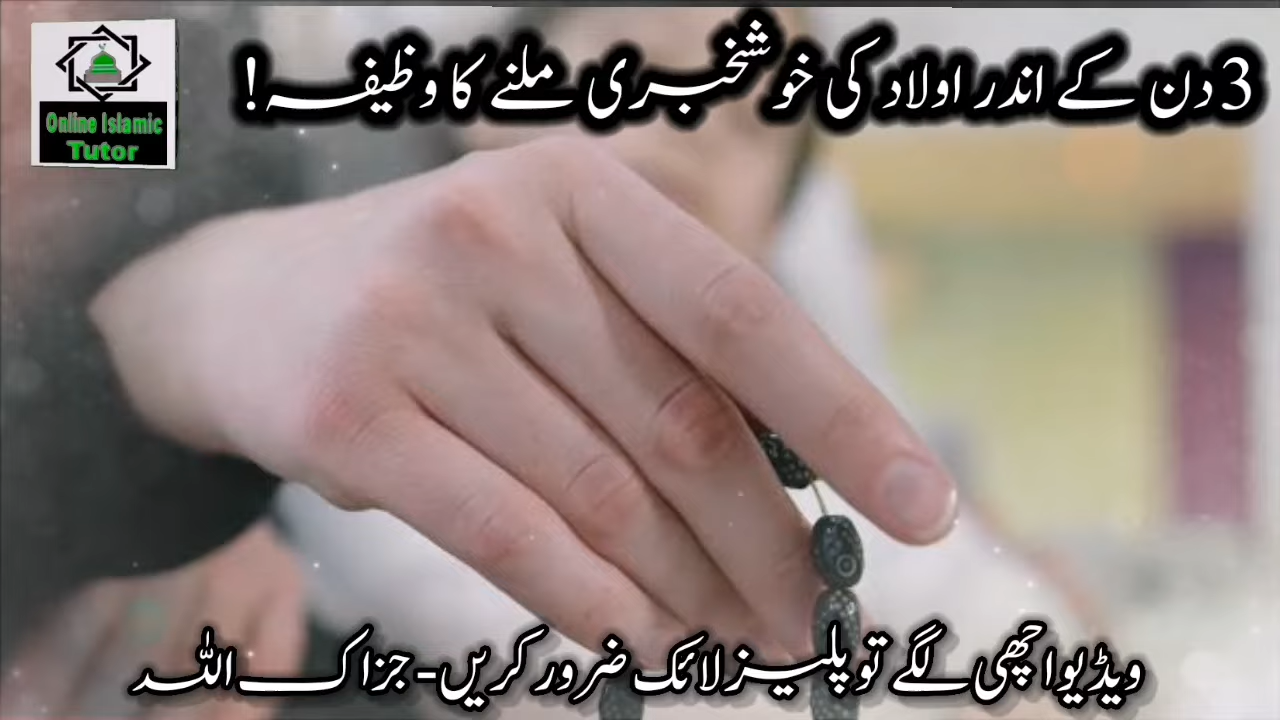 3 دن کے اندر اولاد کی خوشخبری ملنے کا وظیفہ!
Online Islamic
Tutor
ویڈیو اچھی لگے تو پلیز لائک ضرور کریں - جزاک اللہ